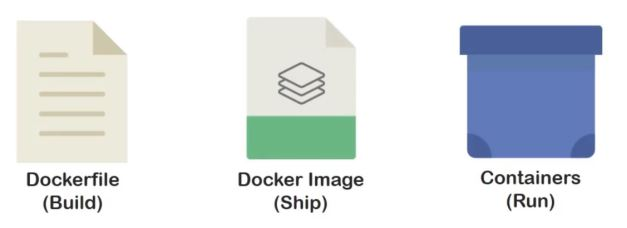 Dockerfile
(Build)
Docker Image
(Ship)
Containers
(Run)